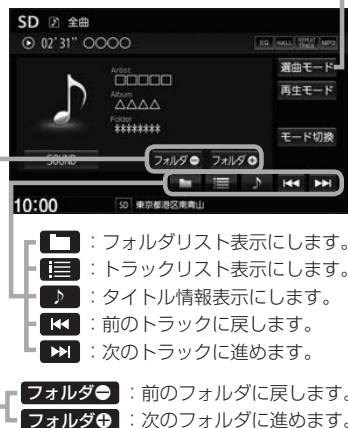 SD 全曲
02'31" ○○○○
EQ HALL REPEAT TRACK MP3
選曲モード
Artist
□□□□□
再生モード
Album
△△△△
Folder
‡‡‡‡‡‡‡‡
モード切換
SOUND
フォルダ➖ フォルダ➕
10:00 SD 東京都港区南青山
：フォルダリスト表示にします。
：トラックリスト表示にします。
♪ ：タイトル情報表示にします。
⏮ ：前のトラックに戻します。
⏭ ：次のトラックに進めます。
フォルダ➖ ：前のフォルダに戻します。
フォルダ➕ ：次のフォルダに進めます。